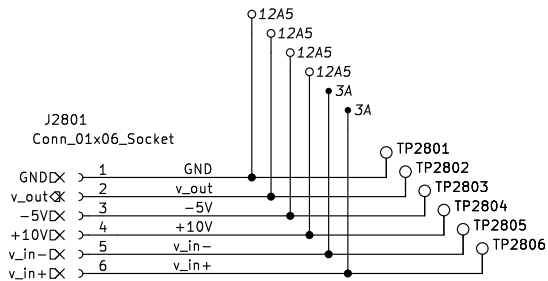 12A5
12A5
12A5
12A5
3A
3A
J2801
Conn_01x06_Socket
TP2801
GND 1 GND
TP2802
v_out 2 v_out
TP2803
-5V 3 -5V
TP2804
+10V 4 +10V
TP2805
v_in- 5 v_in-
TP2806
v_in+ 6 v_in+